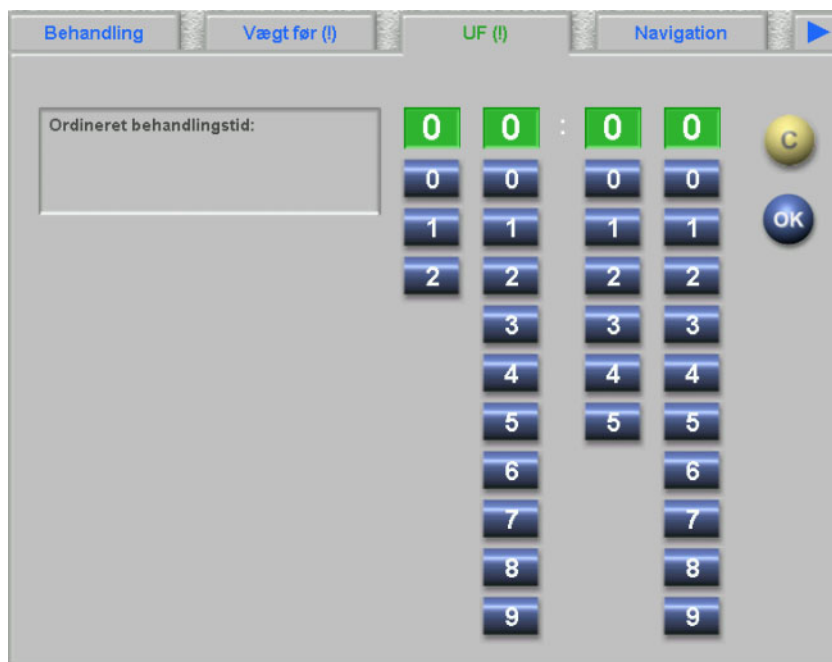 Behandling Vægt før (!) UF (!) Navigation
Ordineret behandlingstid:
0 0 : 0 0 C
0 0 0 0
1 1 1 1 OK
2 2 2 2
3 3 3
4 4 4
5 5 5
6 6
7 7
8 8
9 9